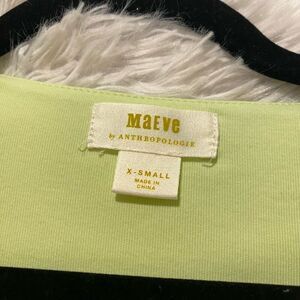 MaEVe
by ANTHROPOLOGIE
X-SMALL
MADE IN
CHINA